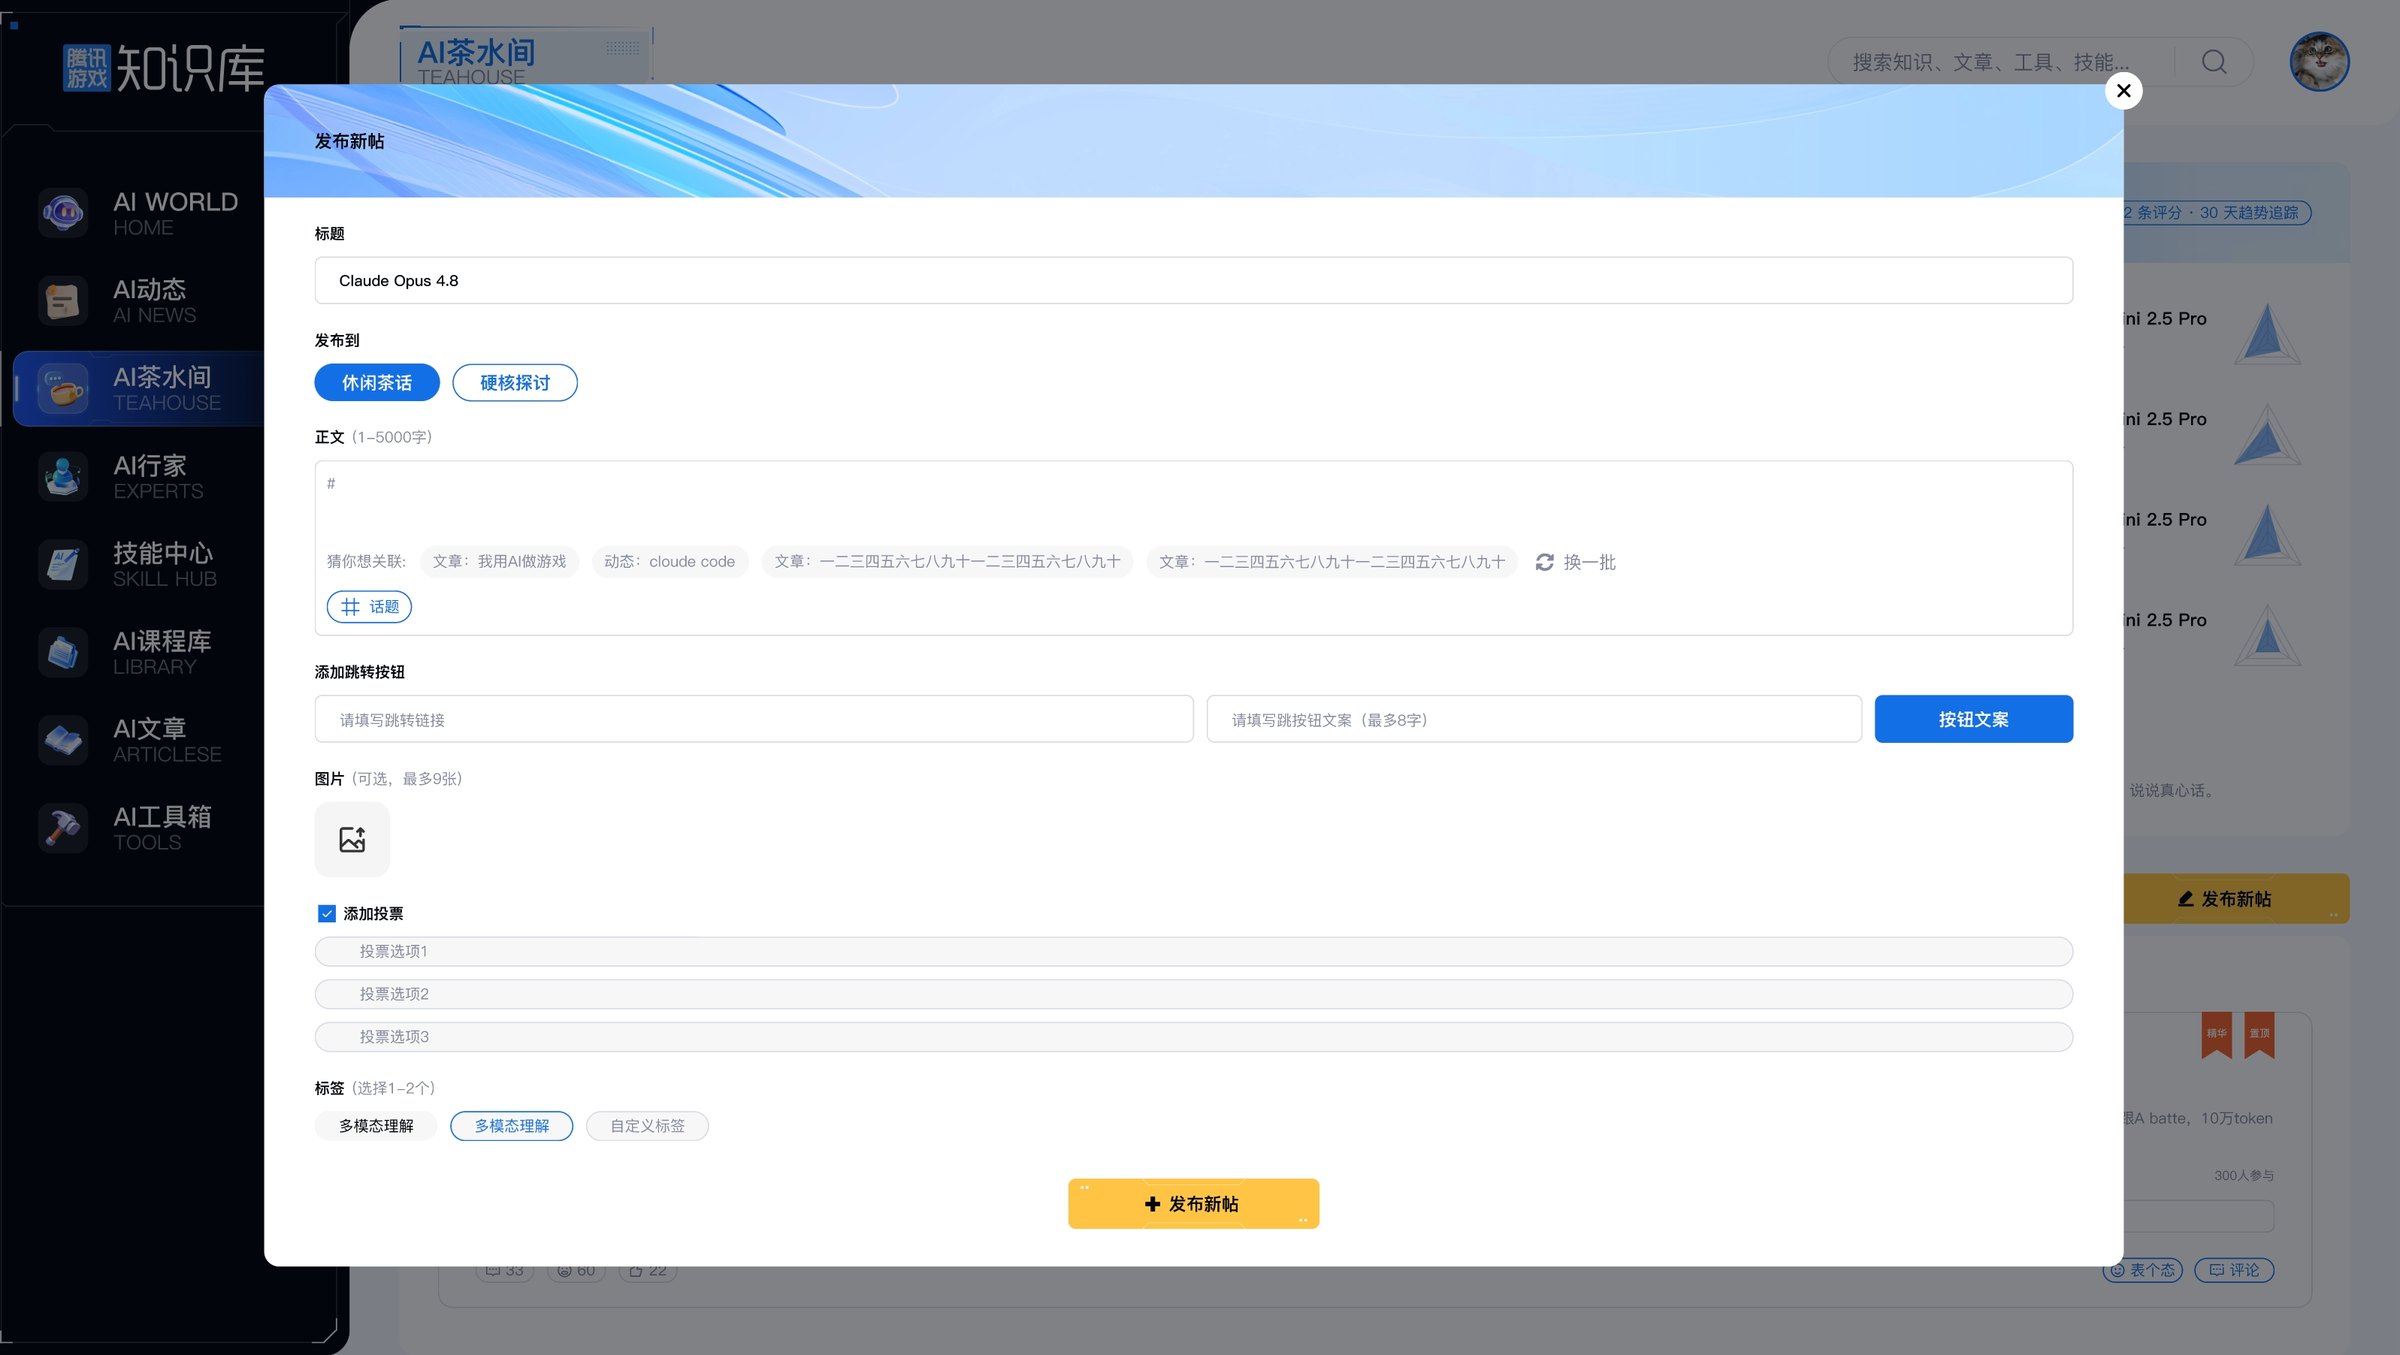 腾讯游戏 知识库
AI WORLD
HOME
AI动态
AI NEWS
AI茶水间
TEAHOUSE
AI行家
EXPERTS
技能中心
SKILL HUB
AI课程库
LIBRARY
AI文章
ARTICLESE
AI工具箱
TOOLS
AI茶水间
TEAHOUSE
搜索知识、文章、工具、技能...
发布新帖
标题
Claude Opus 4.8
发布到
休闲茶话 硬核探讨
正文 (1-5000字)
#
猜你想关联: 文章：我用AI做游戏 动态：cloude code 文章：一二三四五六七八九十一二三四五六七八九十 文章：一二三四五六七八九十一二三四五六七八九十 换一批
话题
添加跳转按钮
请填写跳转链接 请填写跳按钮文案（最多8字） 按钮文案
图片 (可选，最多9张)
添加投票
投票选项1
投票选项2
投票选项3
标签 (选择1-2个)
多模态理解 多模态理解 自定义标签
发布新帖
2 条评分 · 30 天趋势追踪
ini 2.5 Pro
ini 2.5 Pro
ini 2.5 Pro
ini 2.5 Pro
说说真心话。
发布新帖
精华 置顶
跟A batte，10万token
300人参与
33 60 22 表个态 评论